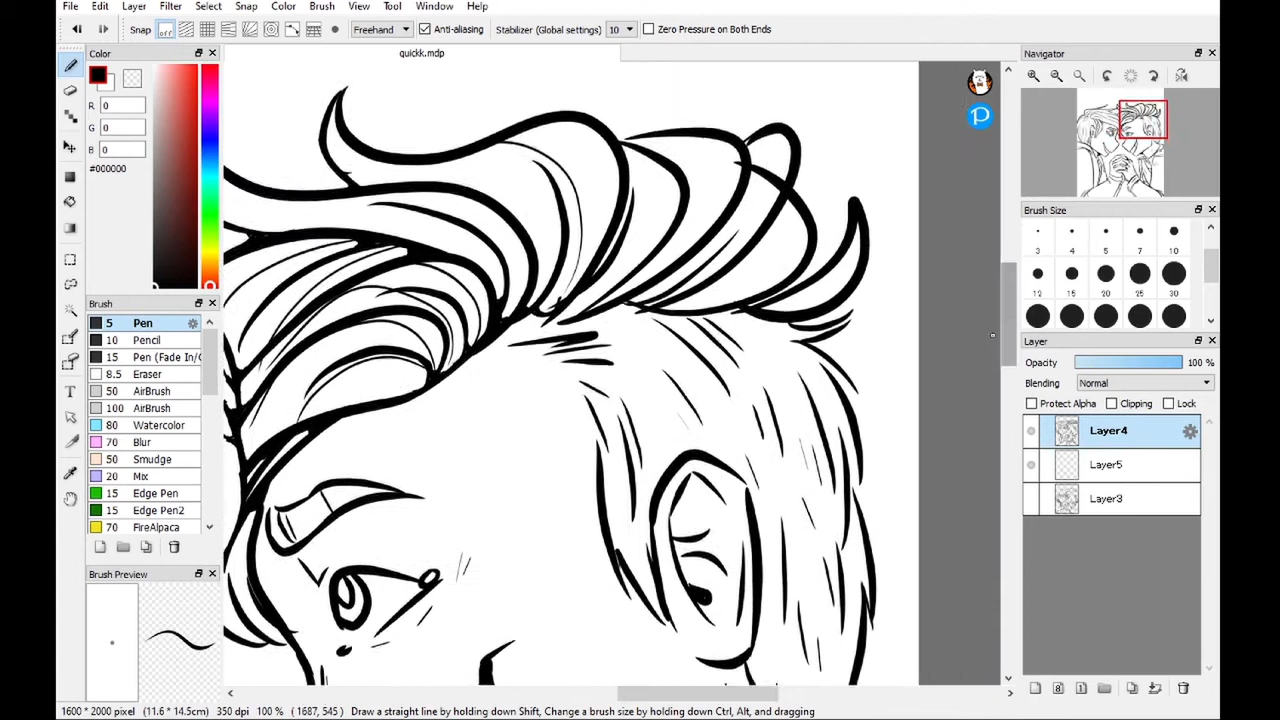 File Edit Layer Filter Select Snap Color Brush View Tool Window Help
Snap off Freehand Anti-aliasing Stabilizer (Global settings) 10 Zero Pressure on Both Ends
Color
quickk.mdp
Navigator
R 0
G 0
B 0
#000000
Brush Size
3 4 5 7 10
12 15 20 25 30
Brush
5 Pen
10 Pencil
15 Pen (Fade In/O
8.5 Eraser
50 AirBrush
100 AirBrush
80 Watercolor
70 Blur
50 Smudge
20 Mix
15 Edge Pen
15 Edge Pen2
70 FireAlpaca
Layer
Opacity 100 %
Blending Normal
Protect Alpha Clipping Lock
Layer4
Layer5
Layer3
Brush Preview
1600 * 2000 pixel (11.6 * 14.5cm) 350 dpi 100 % ( 1687, 545 ) Draw a straight line by holding down Shift, Change a brush size by holding down Ctrl, Alt, and dragging